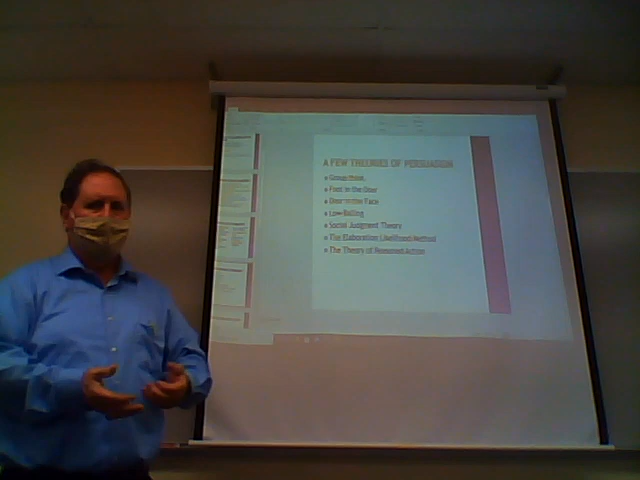 A FEW THEORIES OF PERSUASION
Groupthink
Foot in the Door
Door in the Face
Low-Balling
Social Judgment Theory
The Elaboration Likelihood Method
The Theory of Reasoned Action